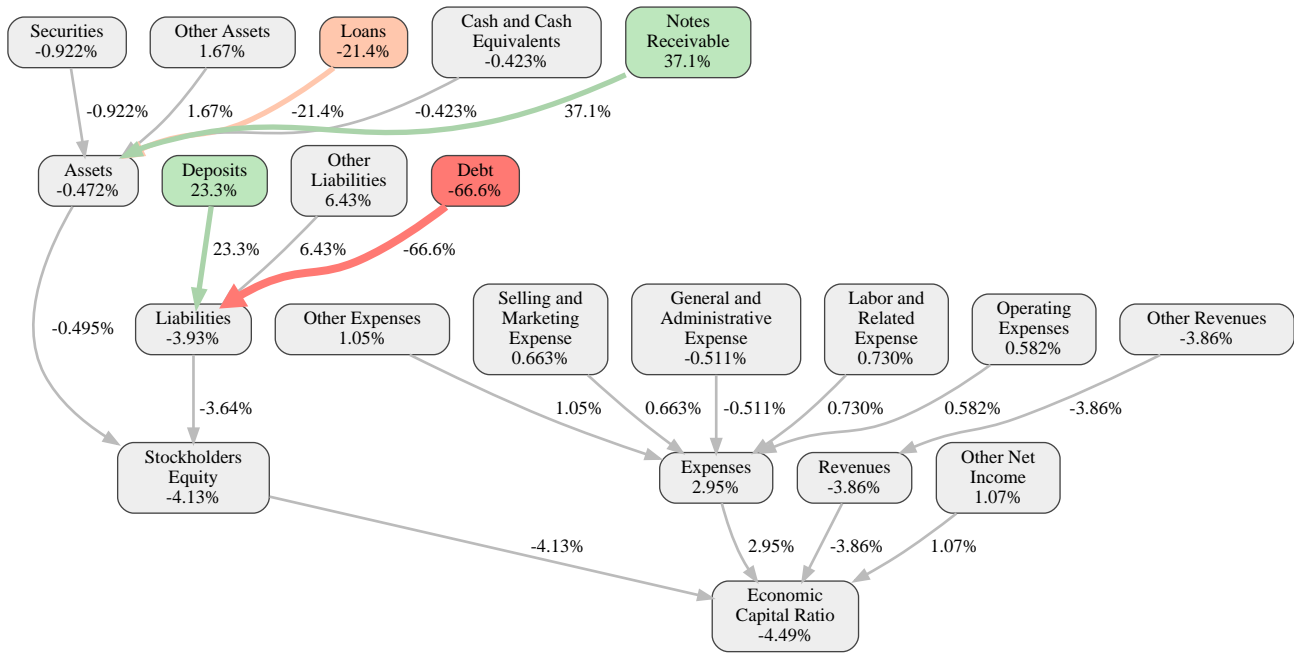 Securities
-0.922%
Other Assets
1.67%
Loans
-21.4%
Cash and Cash
Equivalents
-0.423%
Notes
Receivable
37.1%
-0.922%
1.67%
-21.4%
-0.423%
37.1%
Assets
-0.472%
Deposits
23.3%
Other
Liabilities
6.43%
Debt
-66.6%
23.3%
6.43%
-66.6%
-0.495%
Liabilities
-3.93%
Other Expenses
1.05%
Selling and
Marketing
Expense
0.663%
General and
Administrative
Expense
-0.511%
Labor and
Related
Expense
0.730%
Operating
Expenses
0.582%
Other Revenues
-3.86%
-3.64%
1.05%
0.663%
-0.511%
0.730%
0.582%
-3.86%
Stockholders
Equity
-4.13%
Expenses
2.95%
Revenues
-3.86%
Other Net
Income
1.07%
-4.13%
2.95%
-3.86%
1.07%
Economic
Capital Ratio
-4.49%